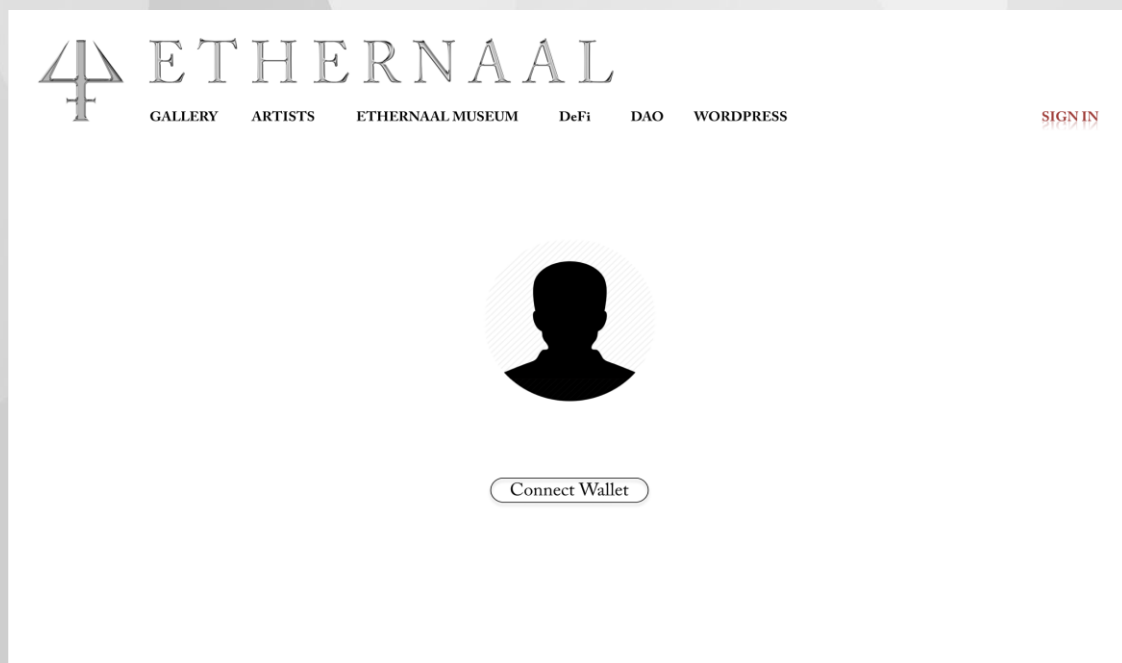 ETHERNAAL
GALLERY ARTISTS ETHERNAAL MUSEUM DeFi DAO WORDPRESS SIGN IN
Connect Wallet